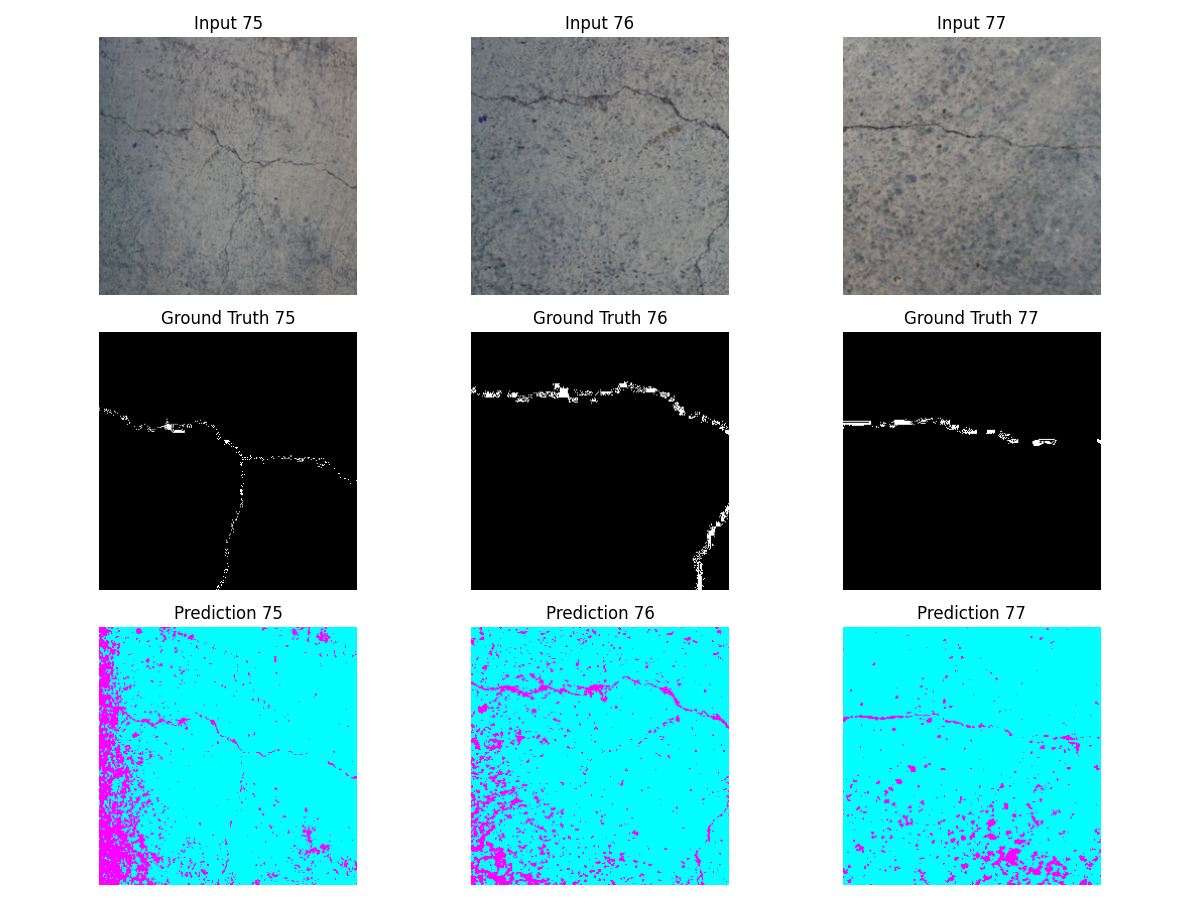 Input 75
Input 76
Input 77
Ground Truth 75
Ground Truth 76
Ground Truth 77
Prediction 75
Prediction 76
Prediction 77